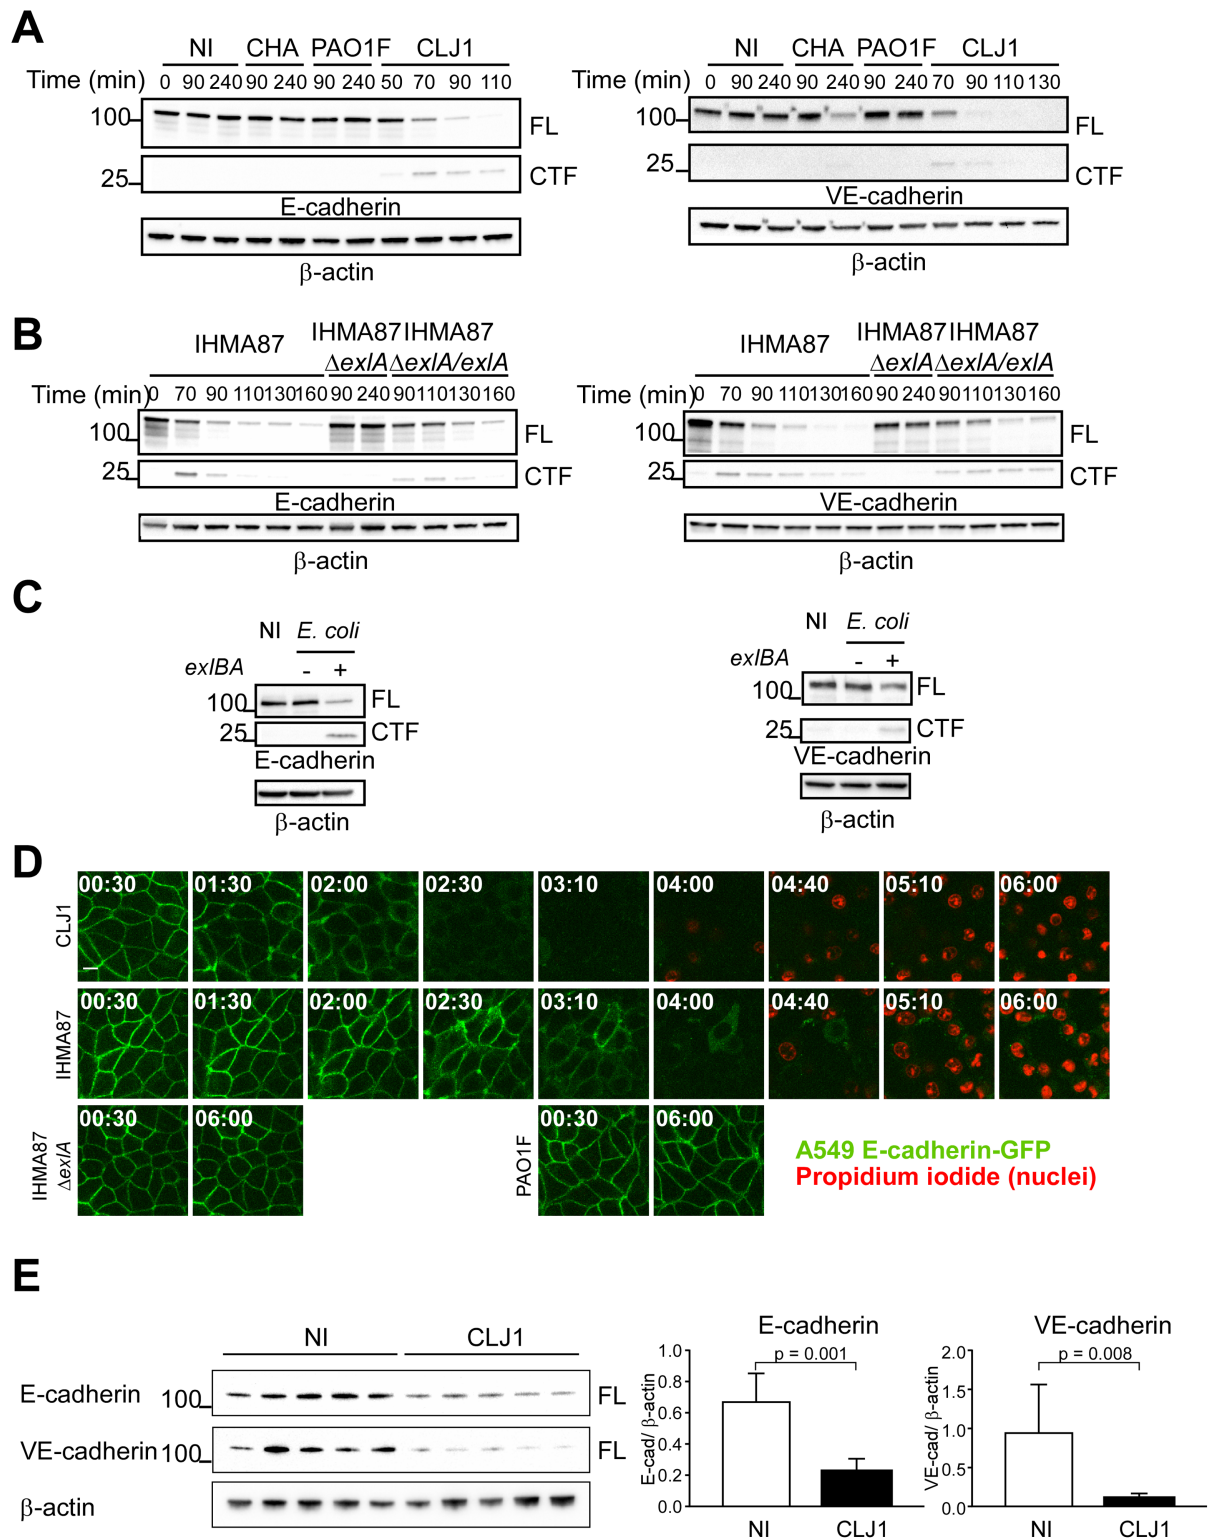 A
NI CHA PAO1F CLJ1
Time (min) 0 90 240 90 240 90 240 50 70 90 110
100 FL
25 CTF
E-cadherin
β-actin
NI CHA PAO1F CLJ1
Time (min) 0 90 240 90 240 90 240 70 90 110 130
100 FL
25 CTF
VE-cadherin
β-actin
B
IHMA87 IHMA87 IHMA87
ΔexlA ΔexlA/exlA
Time (min) 0 70 90 110 130 160 90 240 90 110 130 160
100 FL
25 CTF
E-cadherin
β-actin
IHMA87 IHMA87 IHMA87
ΔexlA ΔexlA/exlA
Time (min) 0 70 90 110 130 160 90 240 90 110 130 160
100 FL
25 CTF
VE-cadherin
β-actin
C
NI E. coli
exlBA - +
100 FL
25 CTF
E-cadherin
β-actin
NI E. coli
exlBA - +
100 FL
25 CTF
VE-cadherin
β-actin
D
CLJ1 00:30 01:30 02:00 02:30 03:10 04:00 04:40 05:10 06:00
IHMA87 00:30 01:30 02:00 02:30 03:10 04:00 04:40 05:10 06:00
IHMA87
ΔexlA
00:30 06:00
PAO1F 00:30 06:00
A549 E-cadherin-GFP
Propidium iodide (nuclei)
E
NI CLJ1
E-cadherin 100 FL
VE-cadherin 100 FL
β-actin
E-cadherin
p = 0.001
E-cad/ β-actin
1.0
0.8
0.6
0.4
0.2
0.0
NI CLJ1
VE-cadherin
p = 0.008
VE-cad/ β-actin
2.0
1.5
1.0
0.5
0.0
NI CLJ1